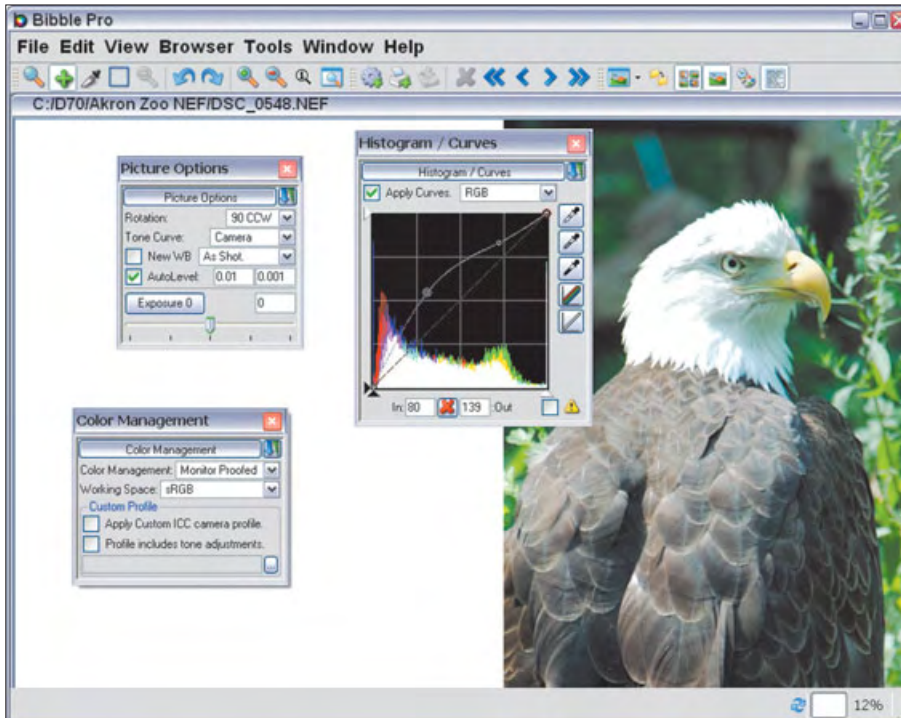 Bibble Pro
File Edit View Browser Tools Window Help
C:/D70/Akron Zoo NEF/DSC_0548.NEF
Picture Options
Picture Options
Rotation: 90 CCW
Tone Curve: Camera
New WB As Shot.
AutoLevel: 0.01 0.001
Exposure 0 0
Histogram / Curves
Histogram / Curves
Apply Curves. RGB
In: 80 139 :Out
Color Management
Color Management
Color Management: Monitor Proofed
Working Space: sRGB
Custom Profile
Apply Custom ICC camera profile.
Profile includes tone adjustments.
...
12%